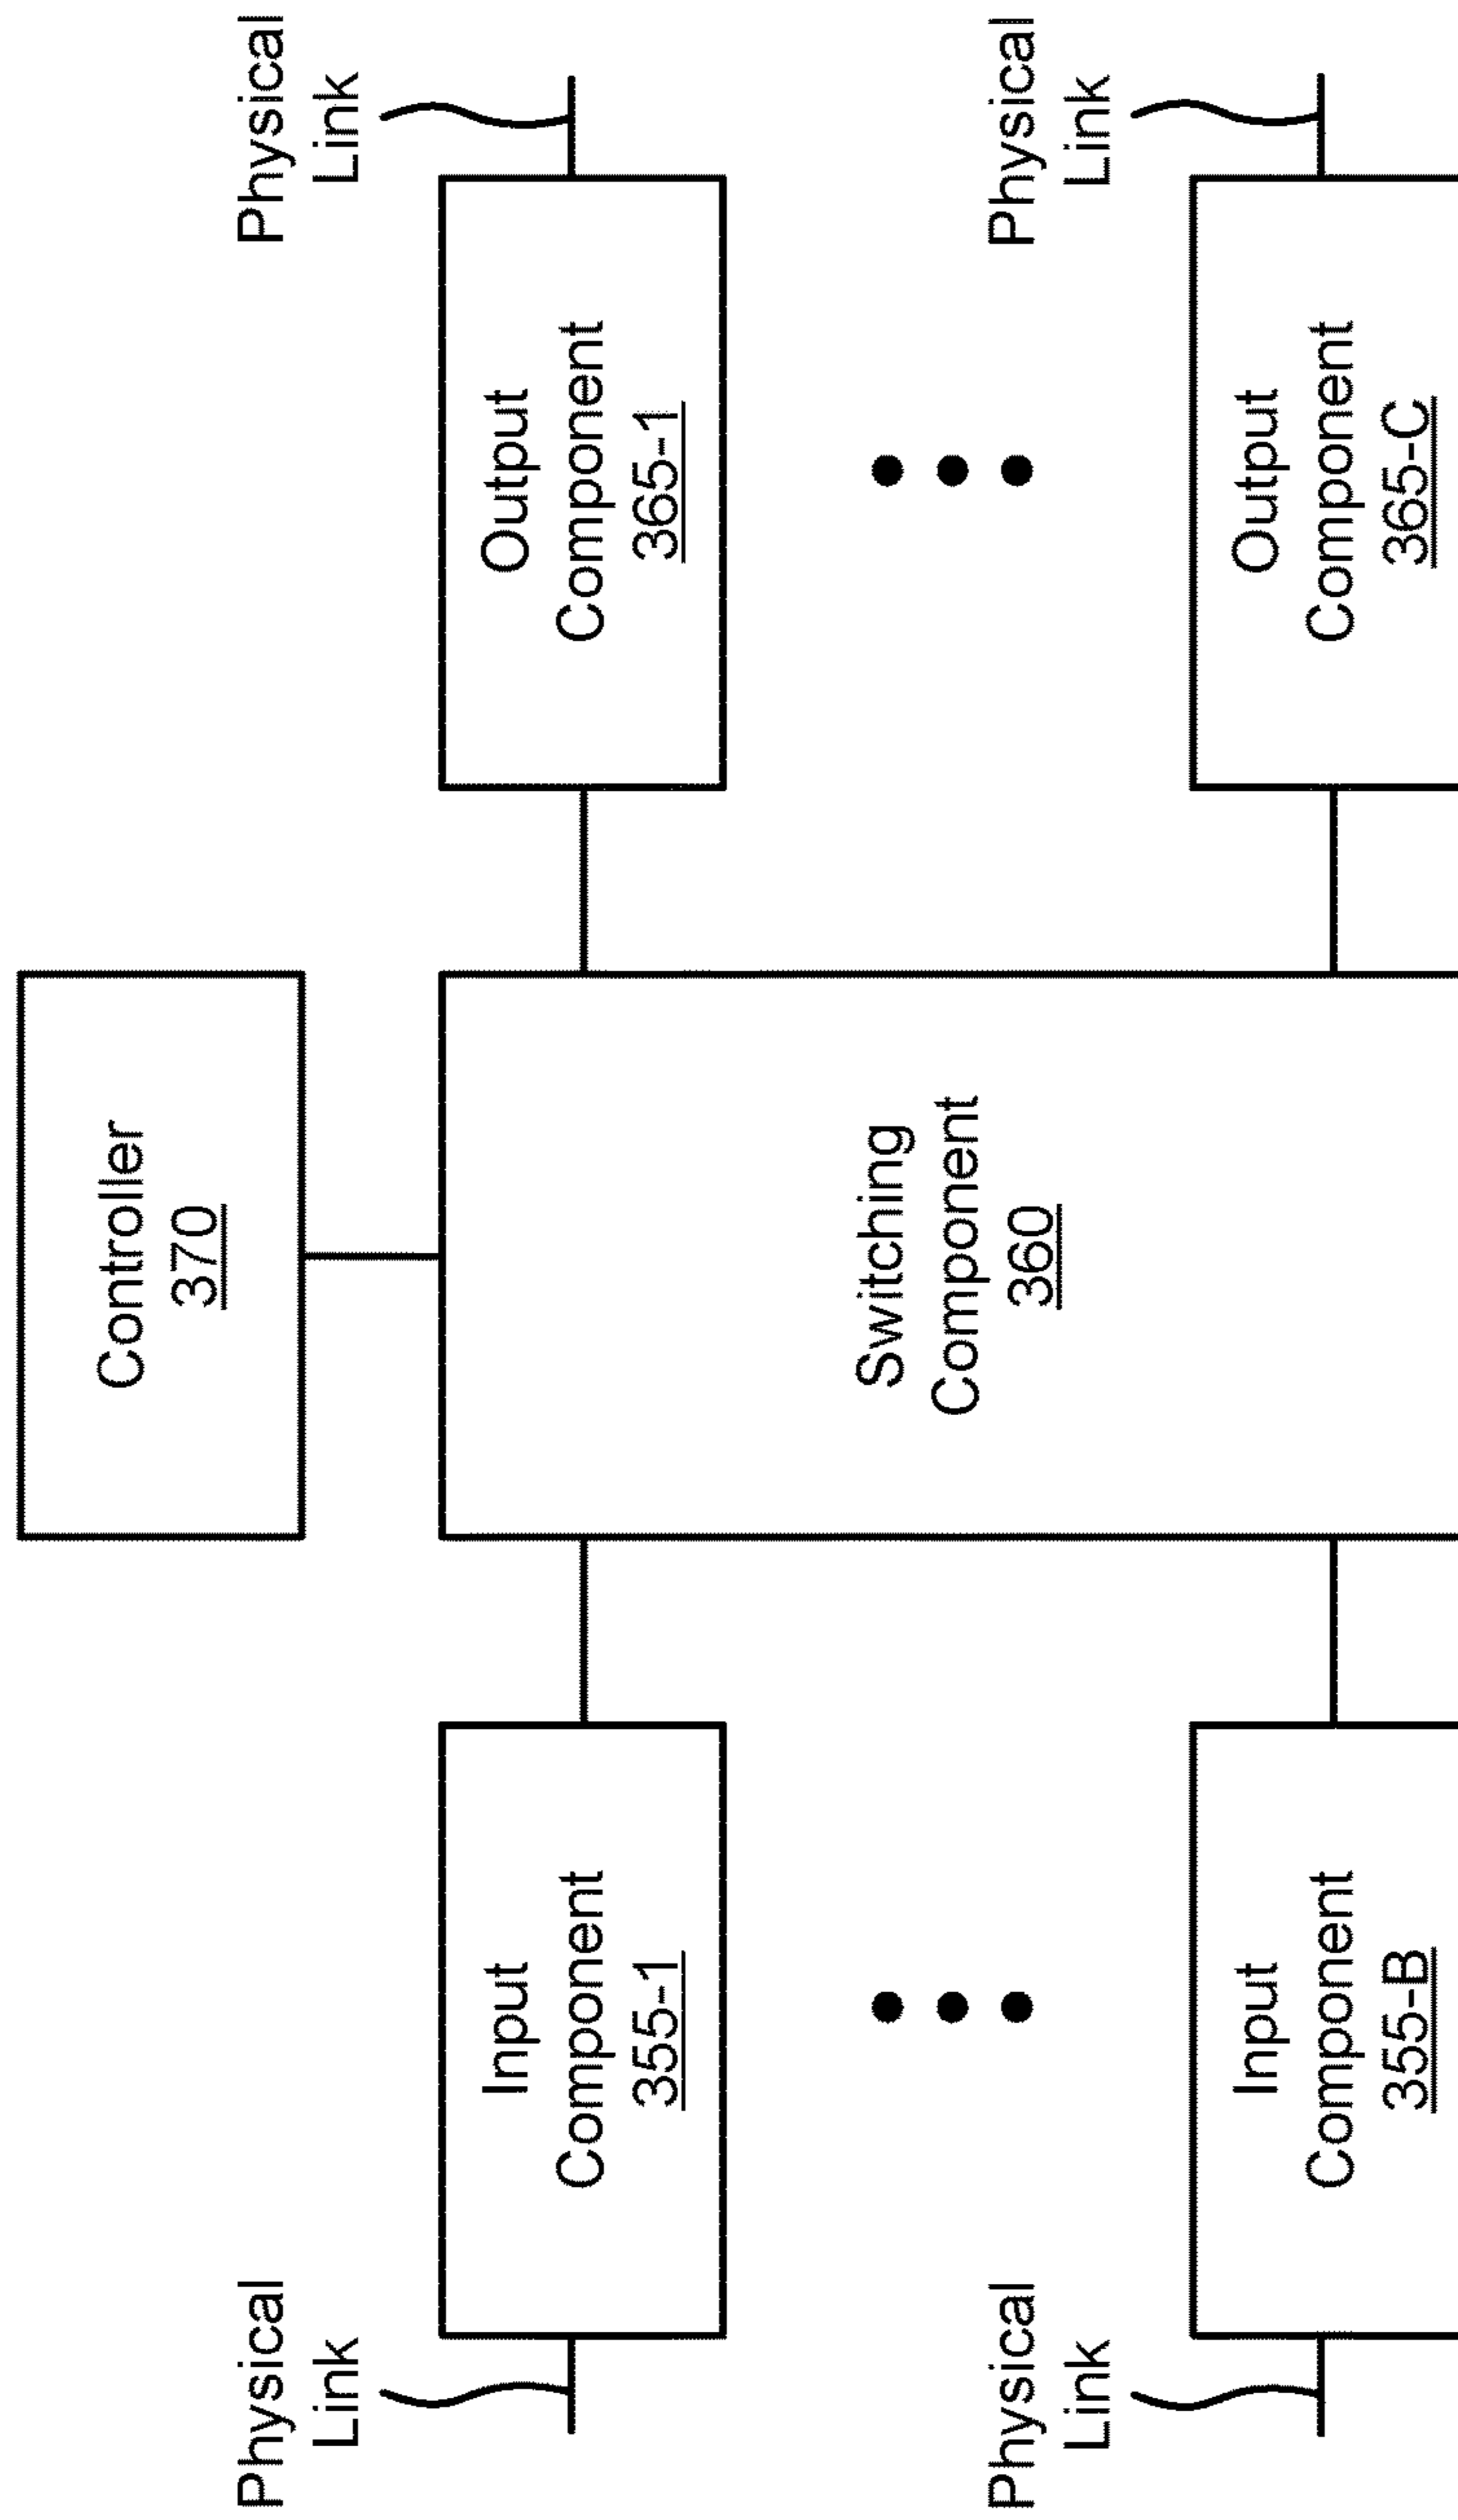 Controller
370
Physical
Link
Input
Component
355-1
Switching
Component
360
Output
Component
365-1
Physical
Link
Physical
Link
Input
Component
355-B
Output
Component
365-C
Physical
Link